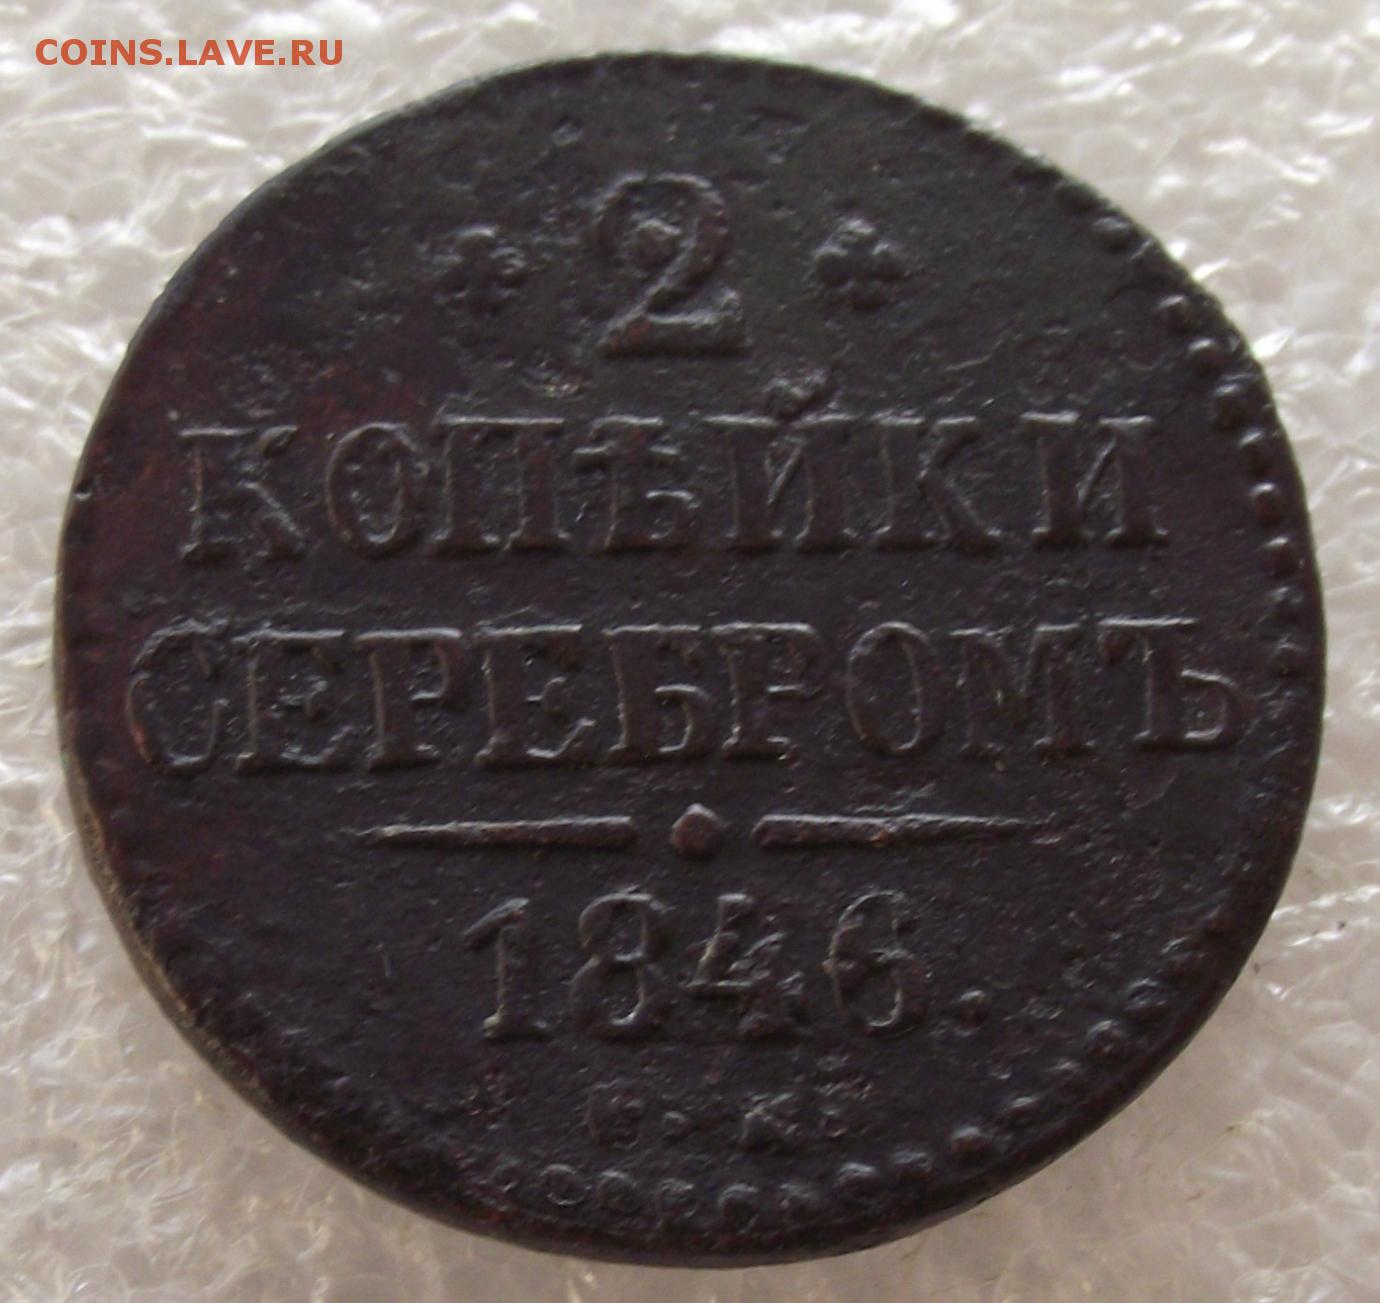 COINS.LAVE.RU
2
КОПѢЙКИ
СЕРЕБРОМЪ
1846.